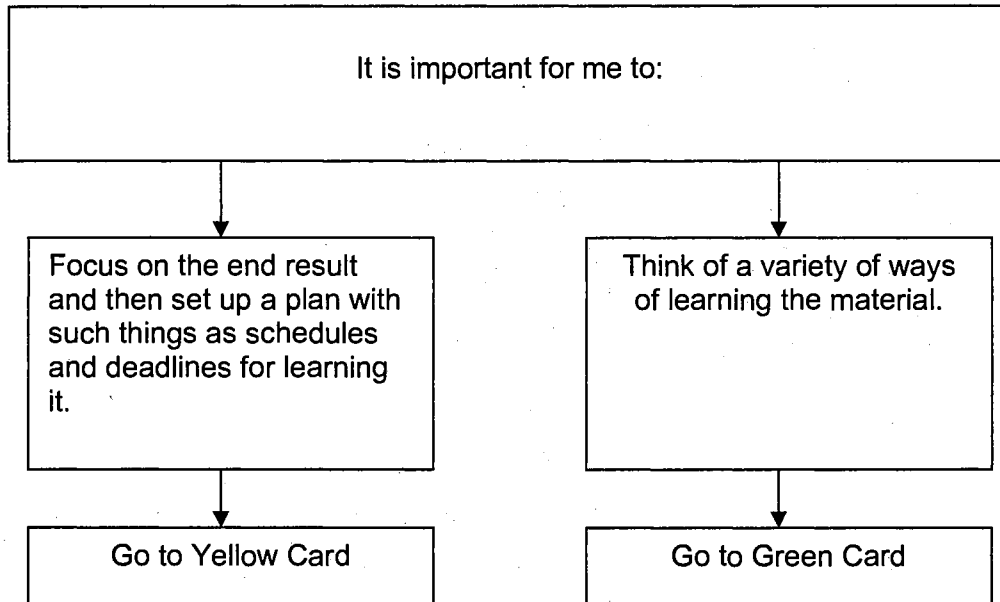 It is important for me to:
Focus on the end result
and then set up a plan with
such things as schedules
and deadlines for learning
it.
Think of a variety of ways
of learning the material.
Go to Yellow Card
Go to Green Card